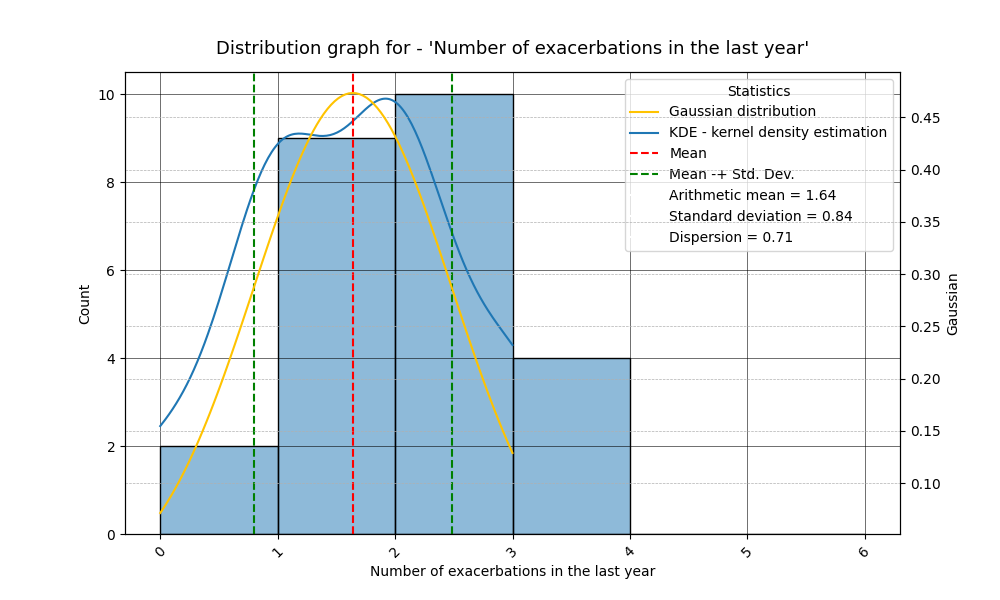 Distribution graph for - 'Number of exacerbations in the last year'
Statistics
Gaussian distribution
KDE - kernel density estimation
Mean
Mean -+ Std. Dev.
Arithmetic mean = 1.64
Standard deviation = 0.84
Dispersion = 0.71
Count
10
8
6
4
2
0
0.45
0.40
0.35
0.30
0.25
0.20
0.15
0.10
Gaussian
0 1 2 3 4 5 6
Number of exacerbations in the last year